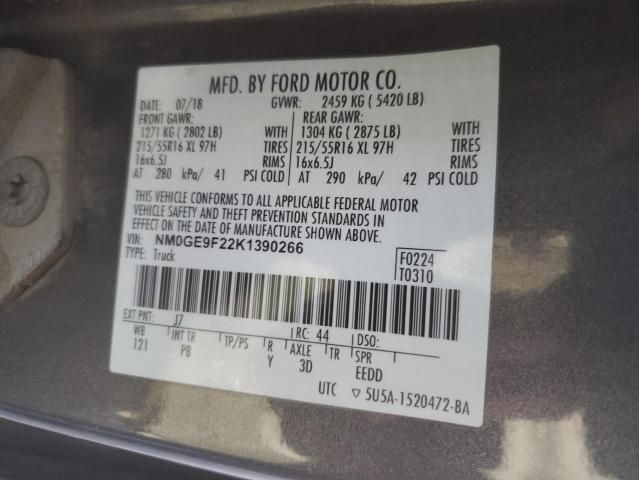 MFD. BY FORD MOTOR CO.
DATE: 07/18 GVWR: 2459 KG ( 5420 LB)
FRONT GAWR: REAR GAWR:
1271 KG ( 2802 LB) WITH 1304 KG ( 2875 LB) WITH
215/55R16 XL 97H TIRES 215/55R16 XL 97H TIRES
16x6.5J RIMS 16x6.5J RIMS
AT 280 kPa/ 41 PSI COLD AT 290 kPa/ 42 PSI COLD
THIS VEHICLE CONFORMS TO ALL APPLICABLE FEDERAL MOTOR
VEHICLE SAFETY AND THEFT PREVENTION STANDARDS IN
EFFECT ON THE DATE OF MANUFACTURE SHOWN ABOVE.
VIN: NM0GE9F22K1390266 F0224
TYPE: Truck T0310
EXT PNT: J7 RC: 44 DSO:
WB INT TR TP/PS R AXLE TR SPR
121 PB Y 3D EEDD
UTC ▽ 5U5A-1520472-BA